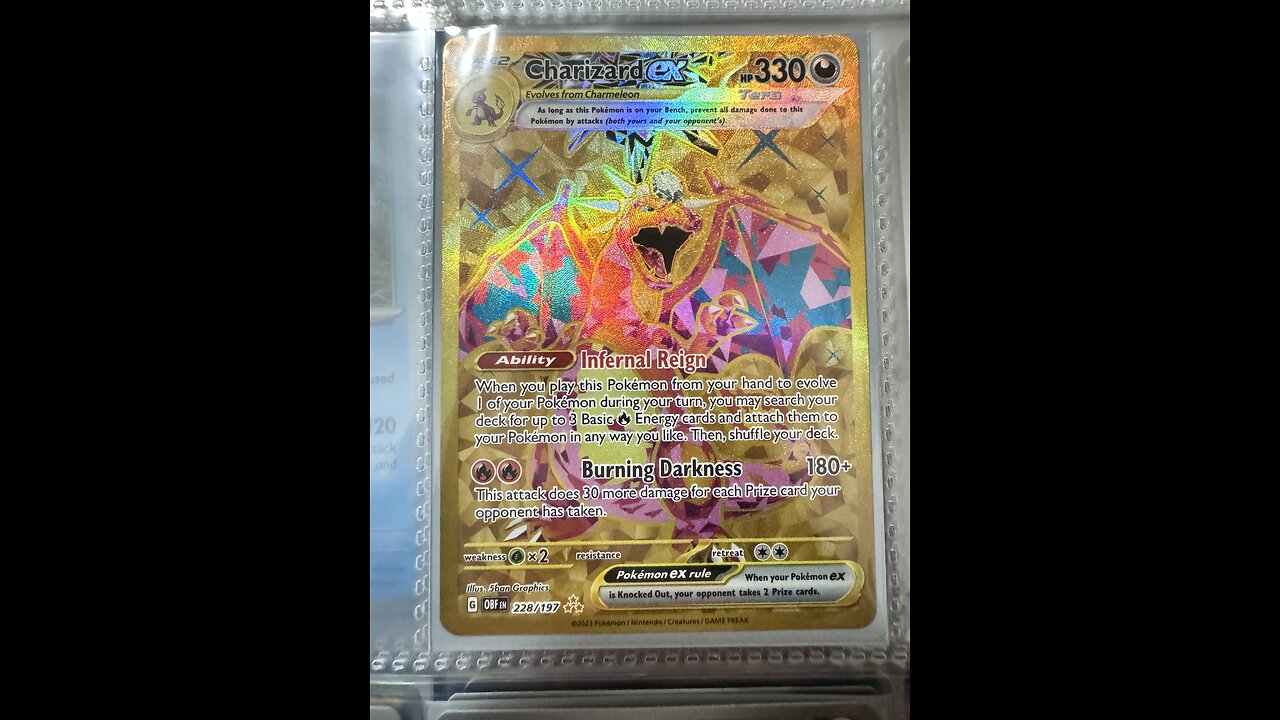 STAGE2 Charizard ex HP 330
Evolves from Charmeleon Tera
As long as this Pokémon is on your Bench, prevent all damage done to this
Pokémon by attacks (both yours and your opponent's).
Ability Infernal Reign
When you play this Pokémon from your hand to evolve
1 of your Pokémon during your turn, you may search your
deck for up to 3 Basic Energy cards and attach them to
your Pokémon in any way you like. Then, shuffle your deck.
Burning Darkness 180+
This attack does 30 more damage for each Prize card your
opponent has taken.
weakness ×2 resistance retreat
Pokémon ex rule When your Pokémon ex
is Knocked Out, your opponent takes 2 Prize cards.
Illus. 5ban Graphics
G OBF EN 228/197
©2023 Pokémon / Nintendo / Creatures / GAME FREAK
used
20
and